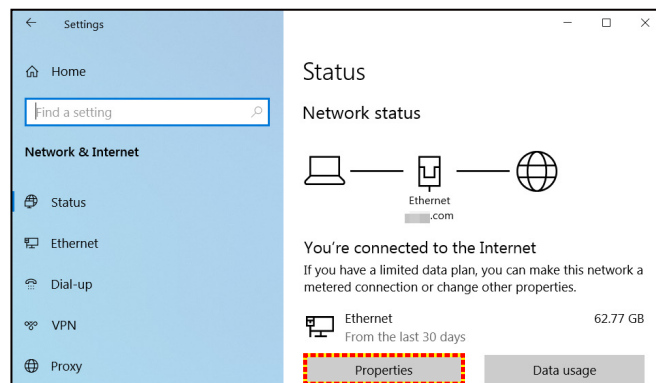 Settings
Home
Find a setting
Network & Internet
Status
Ethernet
Dial-up
VPN
Proxy
Status
Network status
Ethernet
.com
You're connected to the Internet
If you have a limited data plan, you can make this network a
metered connection or change other properties.
Ethernet 62.77 GB
From the last 30 days
Properties Data usage